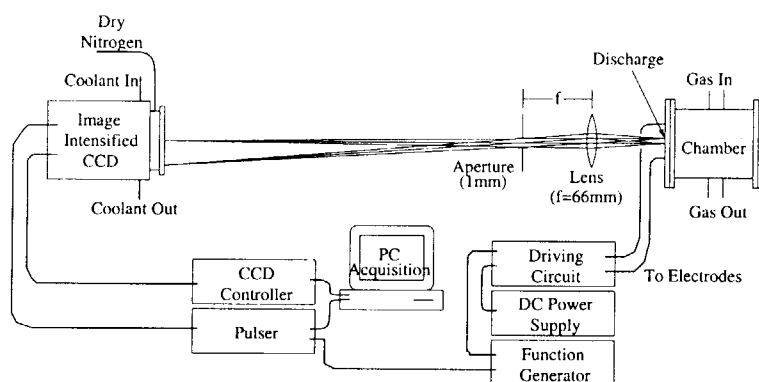 Dry
Nitrogen
Coolant In
Image
Intensified
CCD
Coolant Out
f
Aperture
(1mm)
Lens
(f=66mm)
Discharge
Gas In
Chamber
Gas Out
To Electrodes
PC
Acquisition
CCD
Controller
Pulser
Driving
Circuit
DC Power
Supply
Function
Generator